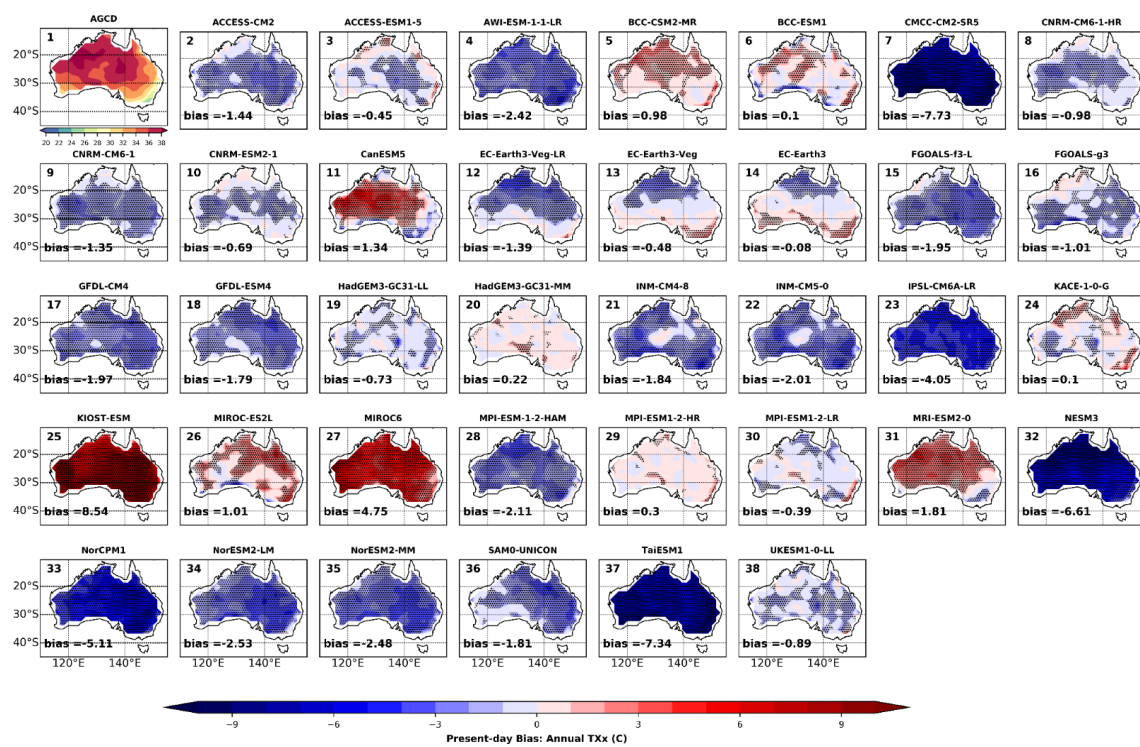 AGCD
ACCESS-CM2
ACCESS-ESM1-5
AWI-ESM-1-1-LR
BCC-CSM2-MR
BCC-ESM1
CMCC-CM2-SR5
CNRM-CM6-1-HR
1
2
3
4
5
6
7
8
20°S
30°S
40°S
bias =-1.44
bias =-0.45
bias =-2.42
bias =0.98
bias =0.1
bias =-7.73
bias =-0.98
20 22 24 26 28 30 32 34 36 38
CNRM-CM6-1
CNRM-ESM2-1
CanESM5
EC-Earth3-Veg-LR
EC-Earth3-Veg
EC-Earth3
FGOALS-f3-L
FGOALS-g3
9
10
11
12
13
14
15
16
20°S
30°S
40°S
bias =-1.35
bias =-0.69
bias =1.34
bias =-1.39
bias =-0.48
bias =-0.08
bias =-1.95
bias =-1.01
GFDL-CM4
GFDL-ESM4
HadGEM3-GC31-LL
HadGEM3-GC31-MM
INM-CM4-8
INM-CM5-0
IPSL-CM6A-LR
KACE-1-0-G
17
18
19
20
21
22
23
24
20°S
30°S
40°S
bias =-1.97
bias =-1.79
bias =-0.73
bias =0.22
bias =-1.84
bias =-2.01
bias =-4.05
bias =0.1
KIOST-ESM
MIROC-ES2L
MIROC6
MPI-ESM-1-2-HAM
MPI-ESM1-2-HR
MPI-ESM1-2-LR
MRI-ESM2-0
NESM3
25
26
27
28
29
30
31
32
20°S
30°S
40°S
bias =8.54
bias =1.01
bias =4.75
bias =-2.11
bias =0.3
bias =-0.39
bias =1.81
bias =-6.61
NorCPM1
NorESM2-LM
NorESM2-MM
SAM0-UNICON
TaiESM1
UKESM1-0-LL
33
34
35
36
37
38
20°S
30°S
40°S
bias =-5.11
bias =-2.53
bias =-2.48
bias =-1.81
bias =-7.34
bias =-0.89
120°E 140°E
120°E 140°E
120°E 140°E
120°E 140°E
120°E 140°E
120°E 140°E
−9 −6 −3 0 3 6 9
Present-day Bias: Annual TXx (C)